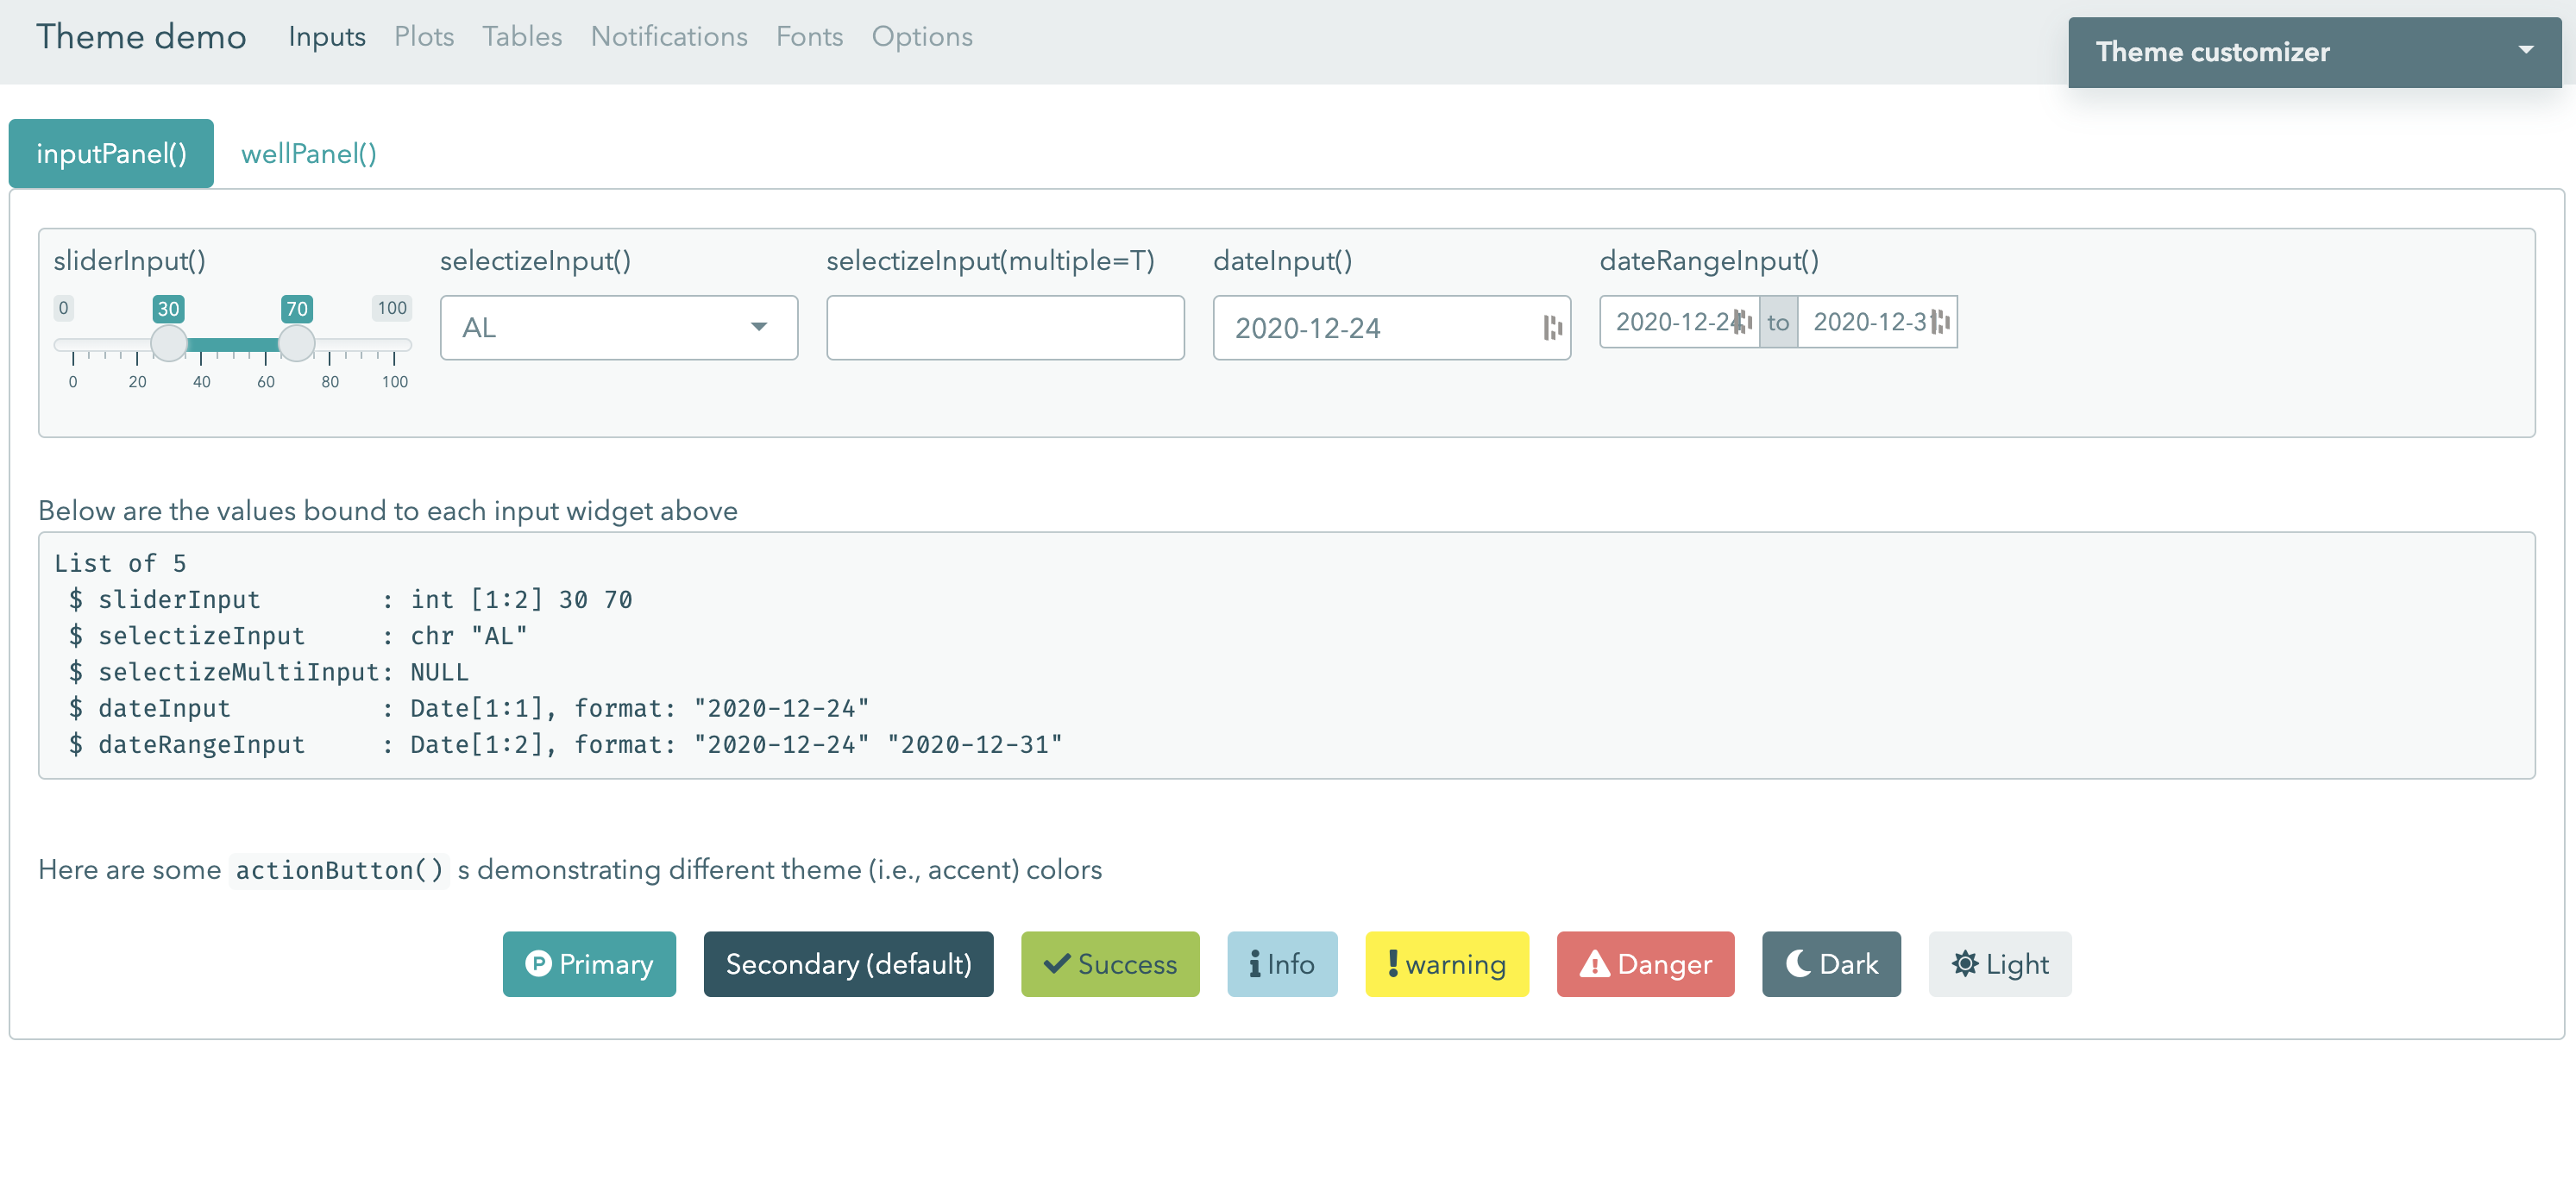 Theme demo Inputs Plots Tables Notifications Fonts Options
Theme customizer
inputPanel() wellPanel()
sliderInput() selectizeInput() selectizeInput(multiple=T) dateInput() dateRangeInput()
0 30 70 100
AL 2020-12-24 2020-12-24 to 2020-12-31
0 20 40 60 80 100
Below are the values bound to each input widget above
List of 5
 $ sliderInput        : int [1:2] 30 70
 $ selectizeInput     : chr "AL"
 $ selectizeMultiInput: NULL
 $ dateInput          : Date[1:1], format: "2020-12-24"
 $ dateRangeInput     : Date[1:2], format: "2020-12-24" "2020-12-31"
Here are some actionButton() s demonstrating different theme (i.e., accent) colors
P Primary Secondary (default) Success Info warning Danger Dark Light